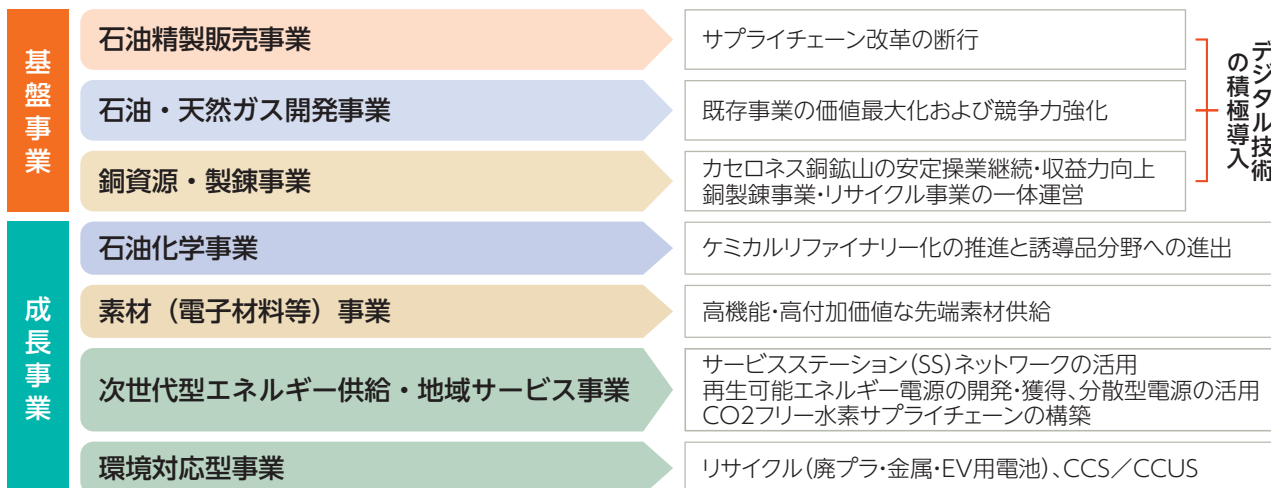 基盤事業
石油精製販売事業
サプライチェーン改革の断行
石油・天然ガス開発事業
既存事業の価値最大化および競争力強化
銅資源・製錬事業
カセロネス銅鉱山の安定操業継続・収益力向上
銅製錬事業・リサイクル事業の一体運営
デジタル技術
の積極導入
成長事業
石油化学事業
ケミカルリファイナリー化の推進と誘導品分野への進出
素材（電子材料等）事業
高機能・高付加価値な先端素材供給
次世代型エネルギー供給・地域サービス事業
サービスステーション(SS)ネットワークの活用
再生可能エネルギー電源の開発・獲得、分散型電源の活用
CO2フリー水素サプライチェーンの構築
環境対応型事業
リサイクル(廃プラ・金属・EV用電池)、CCS／CCUS